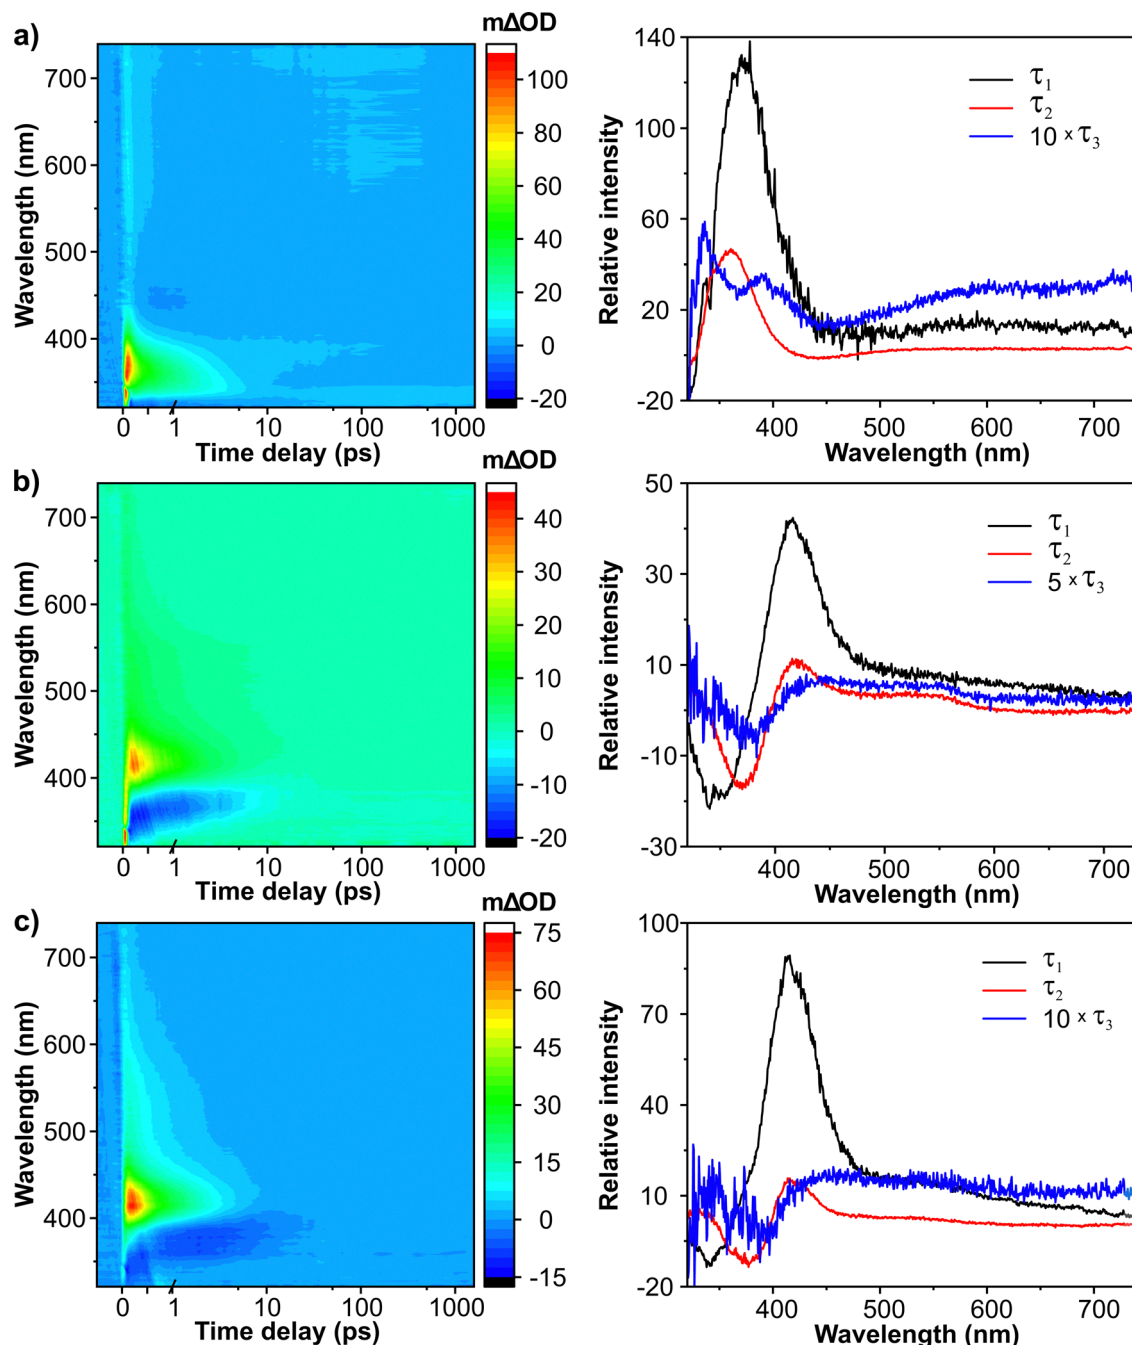 a)
mΔOD
Wavelength (nm)
700
600
500
400
0 1 10 100 1000
Time delay (ps)
100
80
60
40
20
0
-20
Relative intensity
140
100
60
20
-20
τ1
τ2
10 × τ3
400 500 600 700
Wavelength (nm)
b)
mΔOD
Wavelength (nm)
700
600
500
400
0 1 10 100 1000
Time delay (ps)
40
30
20
10
0
-10
-20
Relative intensity
50
30
10
-10
-30
τ1
τ2
5 × τ3
400 500 600 700
Wavelength (nm)
c)
mΔOD
Wavelength (nm)
700
600
500
400
0 1 10 100 1000
Time delay (ps)
75
60
45
30
15
0
-15
Relative intensity
100
70
40
10
-20
τ1
τ2
10 × τ3
400 500 600 700
Wavelength (nm)